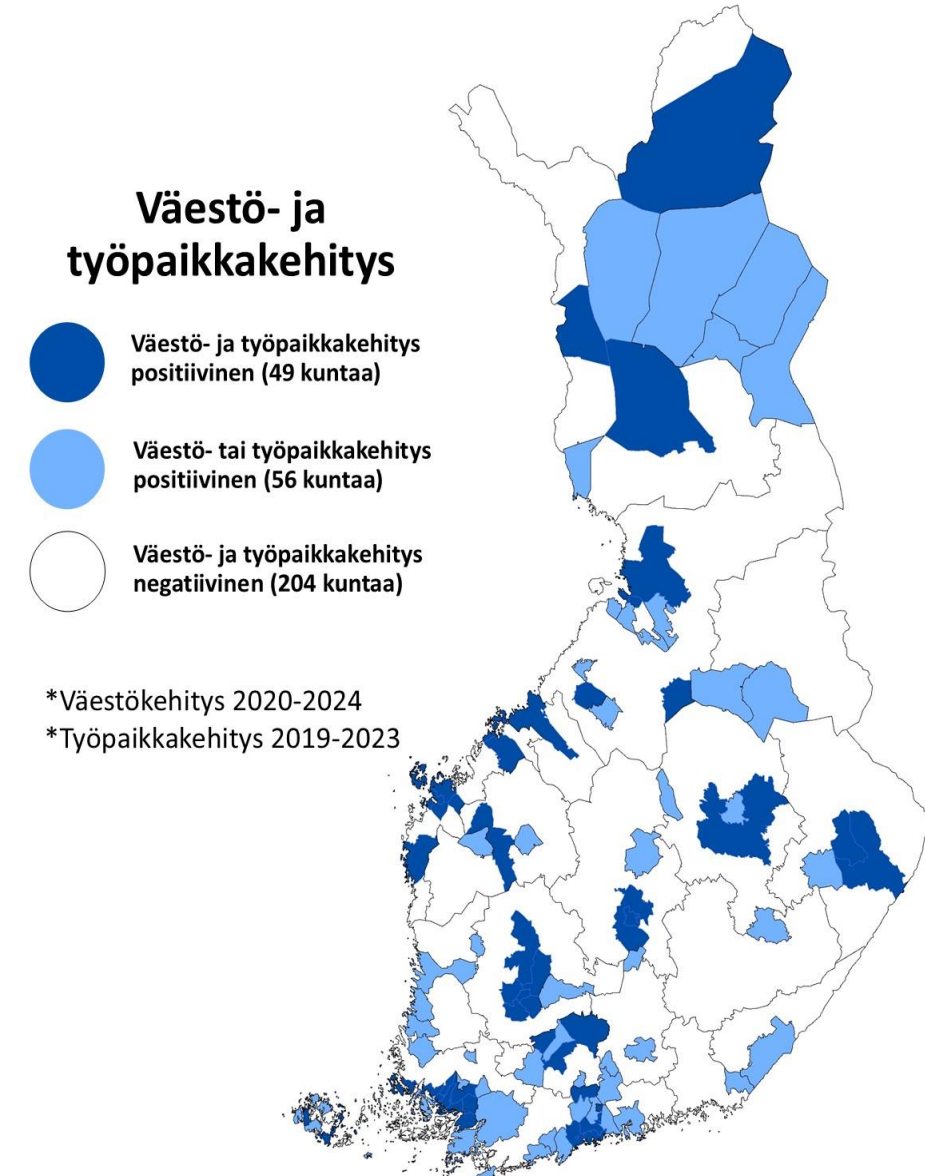 Väestö- ja
työpaikkakehitys
Väestö- ja työpaikkakehitys
positiivinen (49 kuntaa)
Väestö- tai työpaikkakehitys
positiivinen (56 kuntaa)
Väestö- ja työpaikkakehitys
negatiivinen (204 kuntaa)
*Väestökehitys 2020-2024
*Työpaikkakehitys 2019-2023